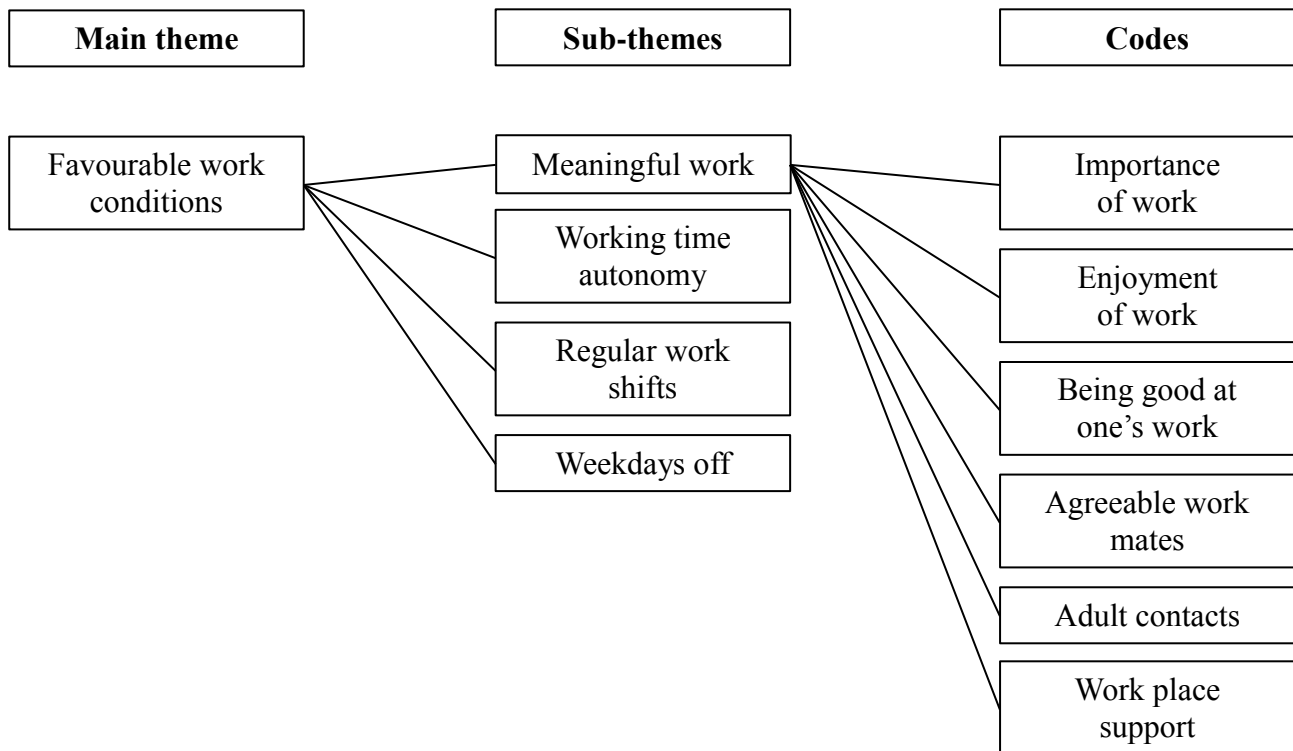 Main theme
Sub-themes
Codes
Favourable work
conditions
Meaningful work
Working time
autonomy
Regular work
shifts
Weekdays off
Importance
of work
Enjoyment
of work
Being good at
one’s work
Agreeable work
mates
Adult contacts
Work place
support